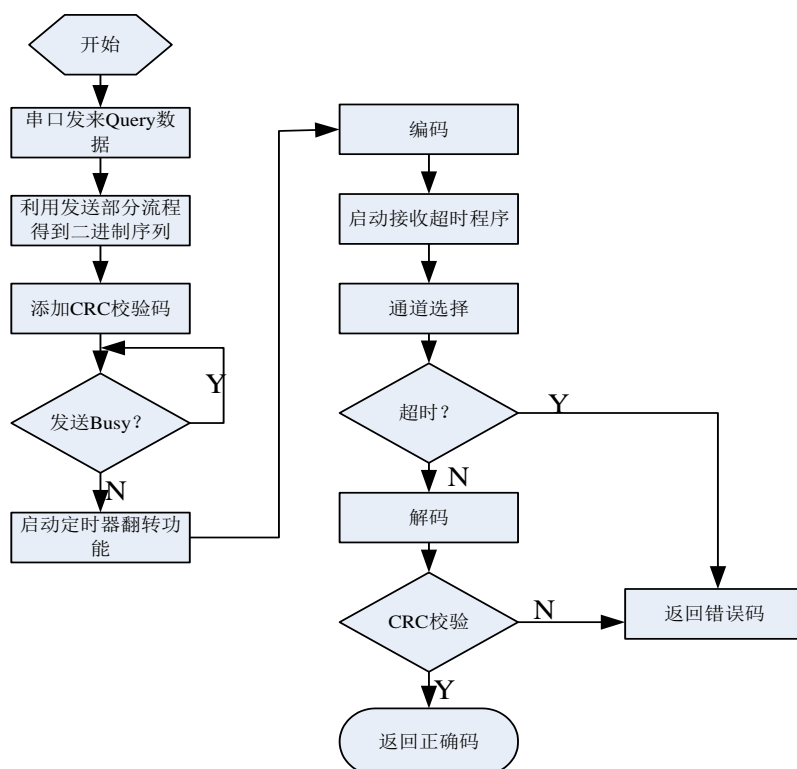 开始
串口发来Query数
据
利用发送部分流程
得到二进制序列
添加CRC校验码
Y
发送Busy？
N
启动定时器翻转功
能
编码
启动接收超时程序
通道选择
超时？
Y
N
解码
CRC校验
N
返回错误码
Y
返回正确码